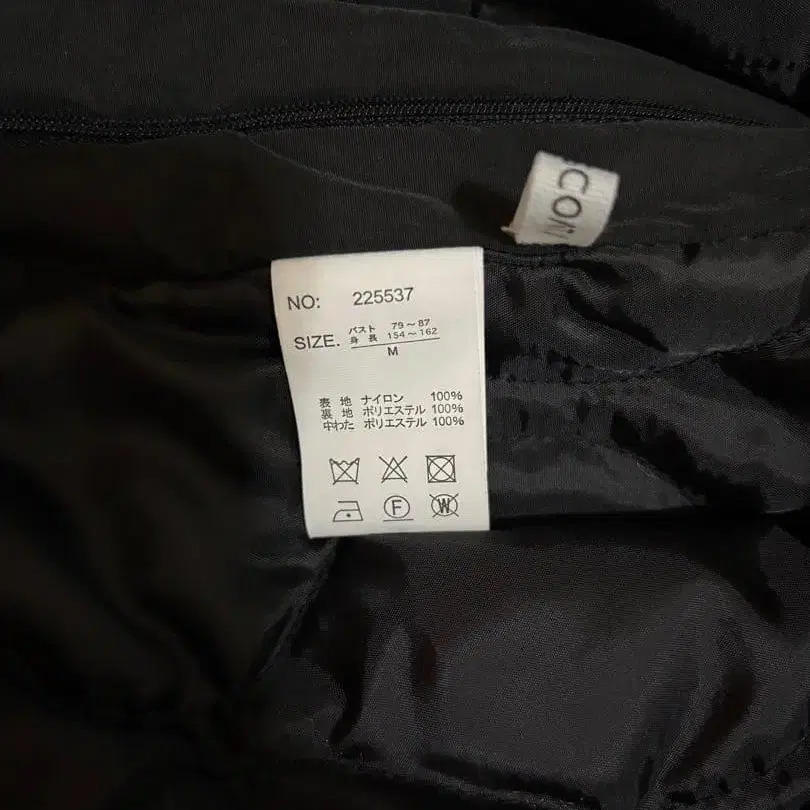 COM
NO: 225537
SIZE. バスト 79～87
身長 154～162
M
表地 ナイロン 100%
裏地 ポリエステル 100%
中わた ポリエステル 100%
F W